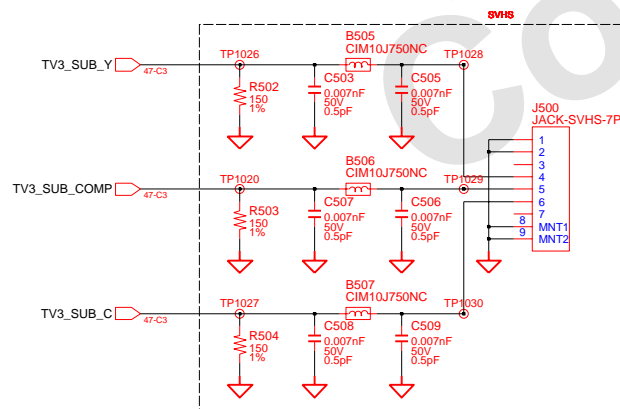 SVHS
B505
CIM10J750NC
TP1026
TP1028
TV3_SUB_Y
47-C3
R502
150
1%
C503
0.007nF
50V
0.5pF
C505
0.007nF
50V
0.5pF
J500
JACK-SVHS-7P
1
2
3
4
5
6
7
8
MNT1
9
MNT2
B506
CIM10J750NC
TP1020
TP1029
TV3_SUB_COMP
47-C3
R503
150
1%
C507
0.007nF
50V
0.5pF
C506
0.007nF
50V
0.5pF
B507
CIM10J750NC
TP1027
TP1030
TV3_SUB_C
47-C3
R504
150
1%
C508
0.007nF
50V
0.5pF
C509
0.007nF
50V
0.5pF